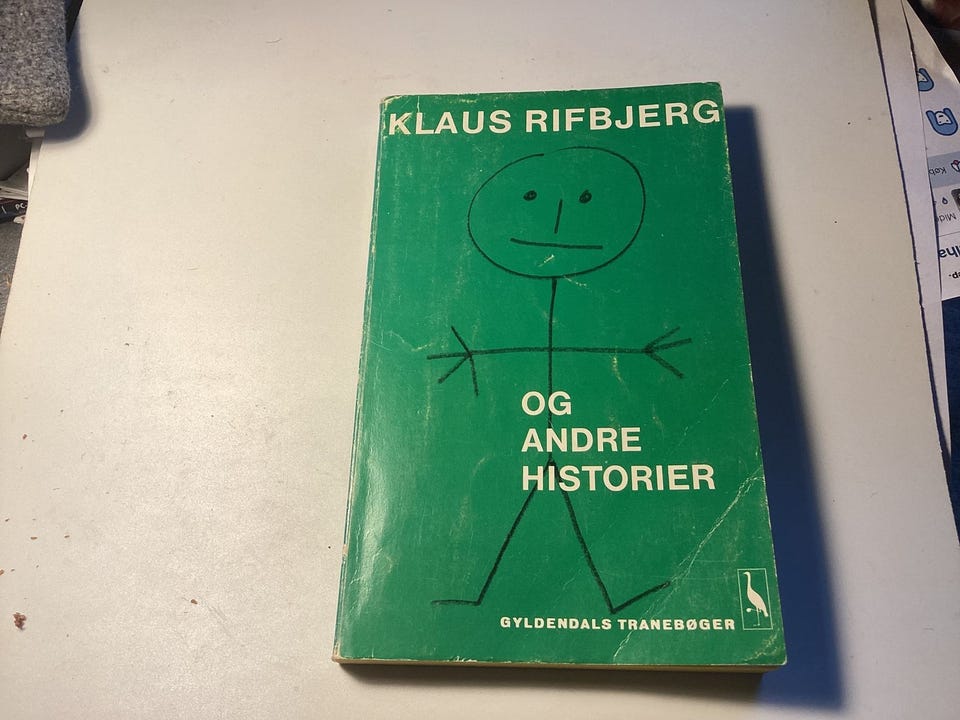 KLAUS RIFBJERG
OG
ANDRE
HISTORIER
GYLDENDALS TRANEBØGER